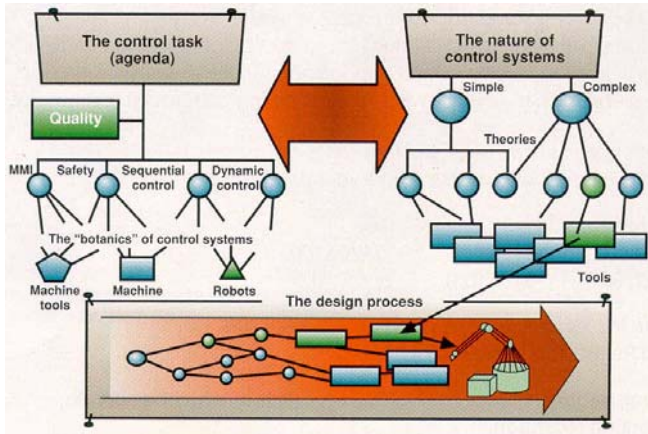 The control task
(agenda)
The nature of
control systems
Quality
Simple
Complex
Theories
MMI
Safety
Sequential
control
Dynamic
control
The "botanics" of control systems
Machine
tools
Machine
Robots
Tools
The design process